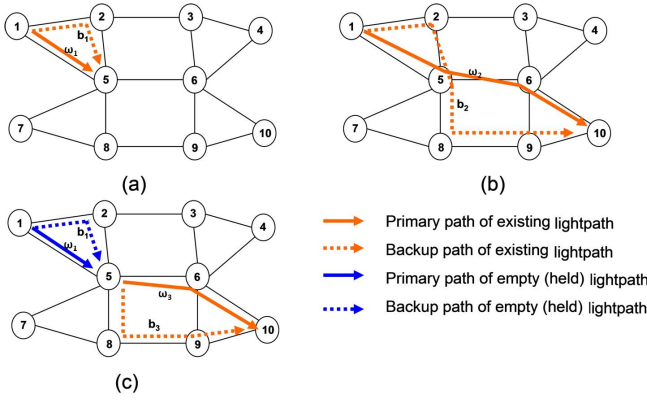 1
2
3
4
b1
ω1
5
6
7
8
9
10
(a)
1
2
3
4
ω2
5
6
b2
7
8
9
10
(b)
1
2
3
4
b1
ω1
5
6
ω3
b3
7
8
9
10
(c)
Primary path of existing lightpath
Backup path of existing lightpath
Primary path of empty (held) lightpath
Backup path of empty (held) lightpath